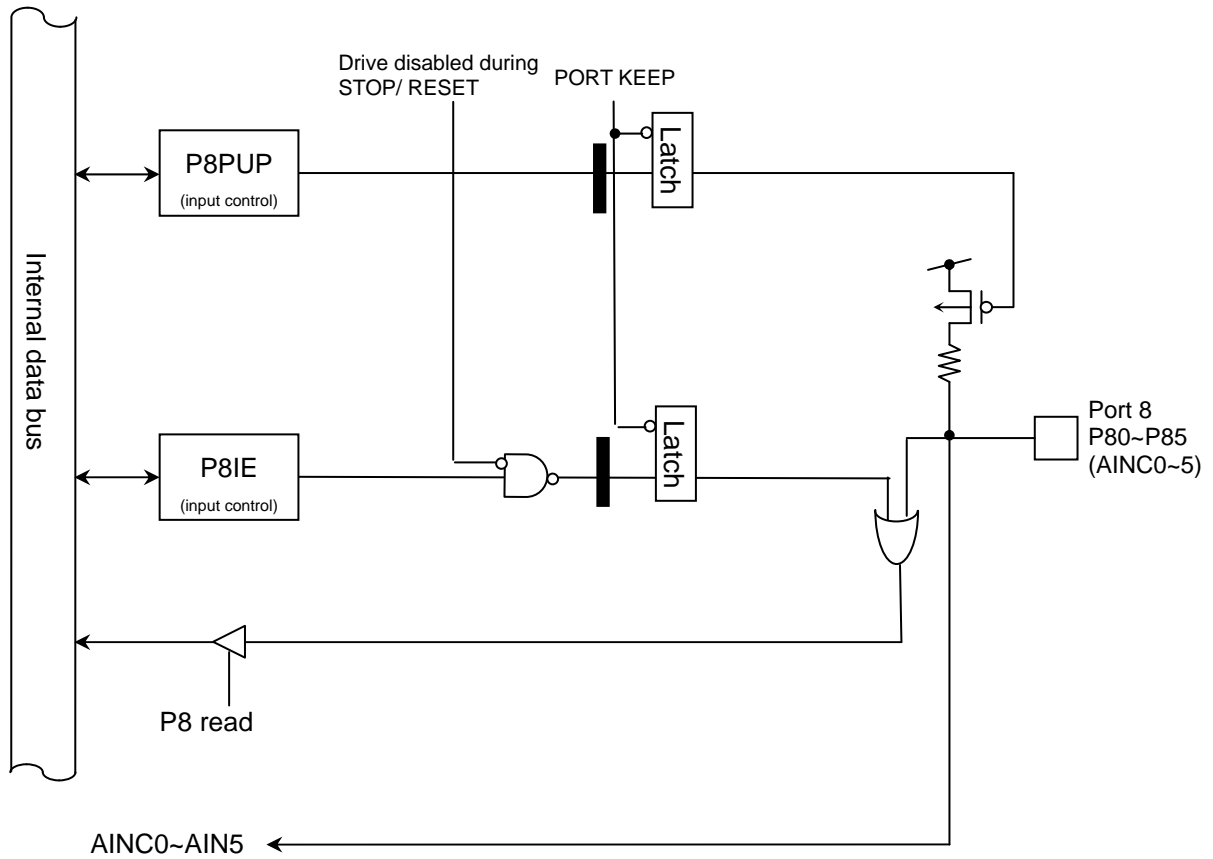 Drive disabled during
STOP/ RESET
PORT KEEP
P8PUP
(input control)
Latch
Internal data bus
P8IE
(input control)
Latch
Port 8
P80~P85
(AINC0~5)
P8 read
AINC0~AIN5